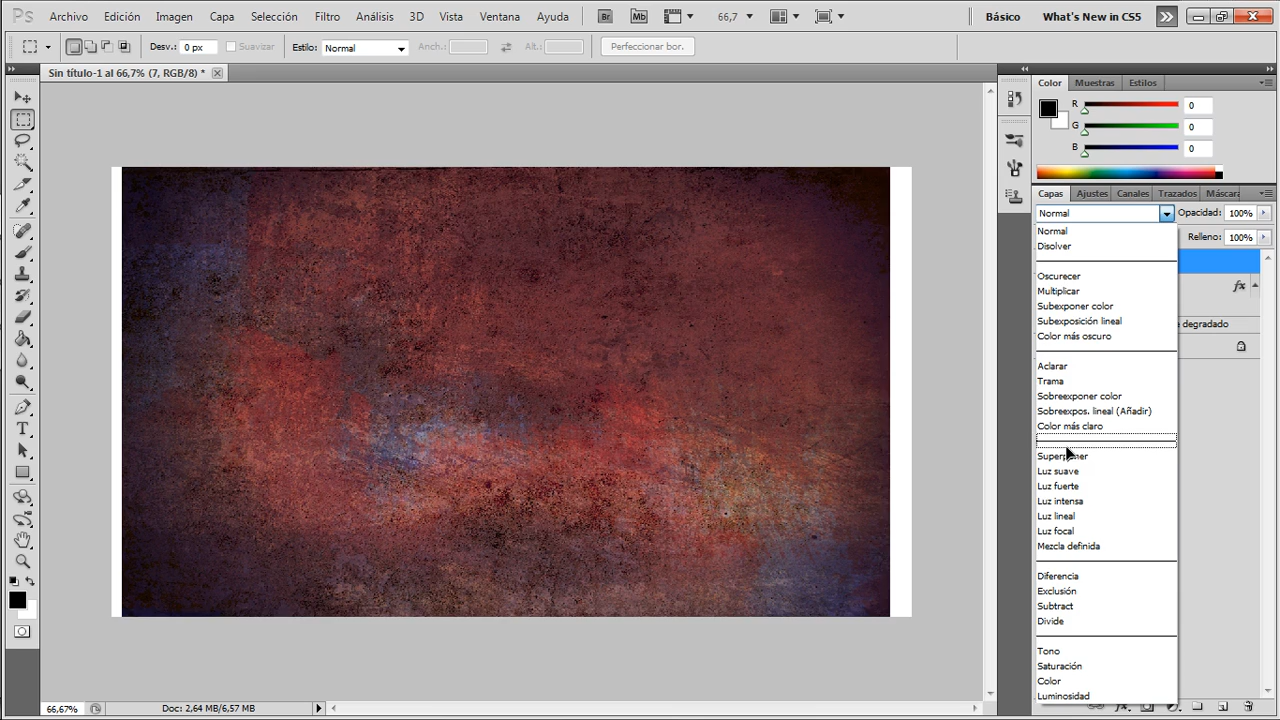 Ps Archivo Edición Imagen Capa Selección Filtro Análisis 3D Vista Ventana Ayuda Br Mb 66,7 Básico What's New in CS5
Desv.: 0 px Suavizar Estilo: Normal Anch.: Alt.: Perfeccionar bor.
Sin título-1 al 66,7% (7, RGB/8) *
Color Muestras Estilos
R 0
G 0
B 0
Capas Ajustes Canales Trazados Máscara
Normal Opacidad: 100%
Relleno: 100%
Normal
Disolver
Oscurecer
Multiplicar
Subexponer color
Subexposición lineal
Color más oscuro
Aclarar
Trama
Sobreexponer color
Sobreexpos. lineal (Añadir)
Color más claro
Superponer
Luz suave
Luz fuerte
Luz intensa
Luz lineal
Luz focal
Mezcla definida
Diferencia
Exclusión
Subtract
Divide
Tono
Saturación
Color
Luminosidad
fx
a degradado
T
66,67% Doc: 2,64 MB/6,57 MB